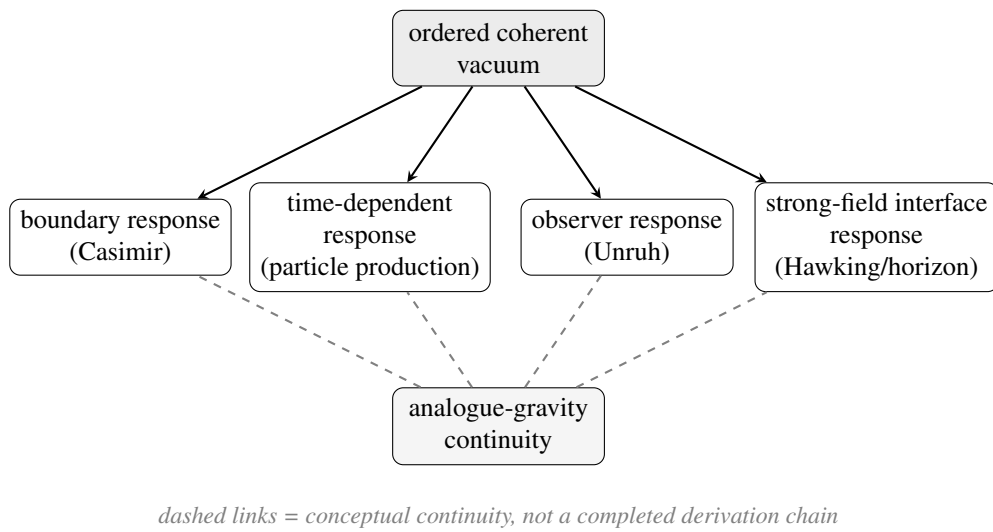 ordered coherent
vacuum
boundary response
(Casimir)
time-dependent
response
(particle production)
observer response
(Unruh)
strong-field interface
response
(Hawking/horizon)
analogue-gravity
continuity
dashed links = conceptual continuity, not a completed derivation chain